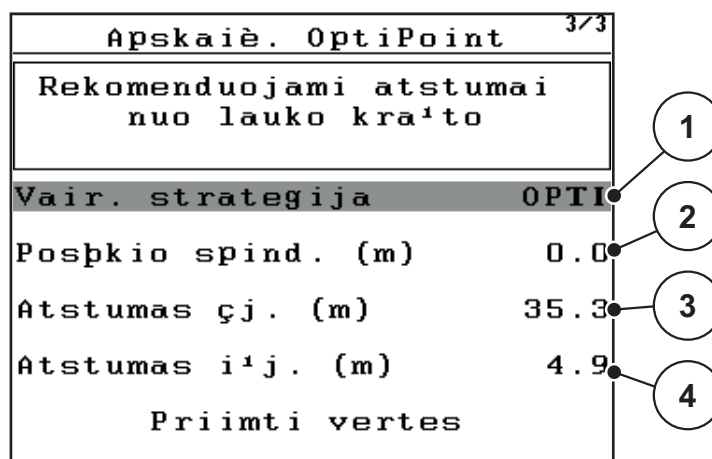 Apskaiè. OptiPoint 3/3
Rekomenduojami atstumai
nuo lauko kra¹to
Vair. strategija OPTI
Posþkio spind. (m) 0.0
Atstumas çj. (m) 35.3
Atstumas i¹j. (m) 4.9
Priimti vertes
1
2
3
4